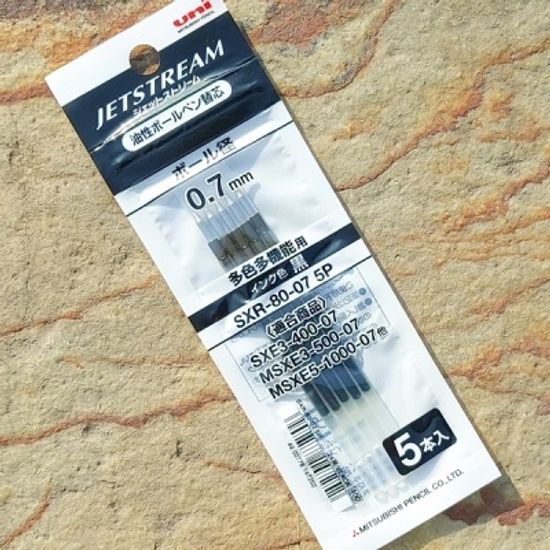 uni
MITSUBISHI PENCIL
JETSTREAM
ジェットストリーム
油性ボールペン替芯
ボール径
0.7mm
多色多機能用
インク色 黒
SXR-80-07 5P
《適合商品》
SXE3-400-07
MSXE3-500-07
MSXE5-1000-07他
5本入
MITSUBISHI PENCIL CO., LTD.